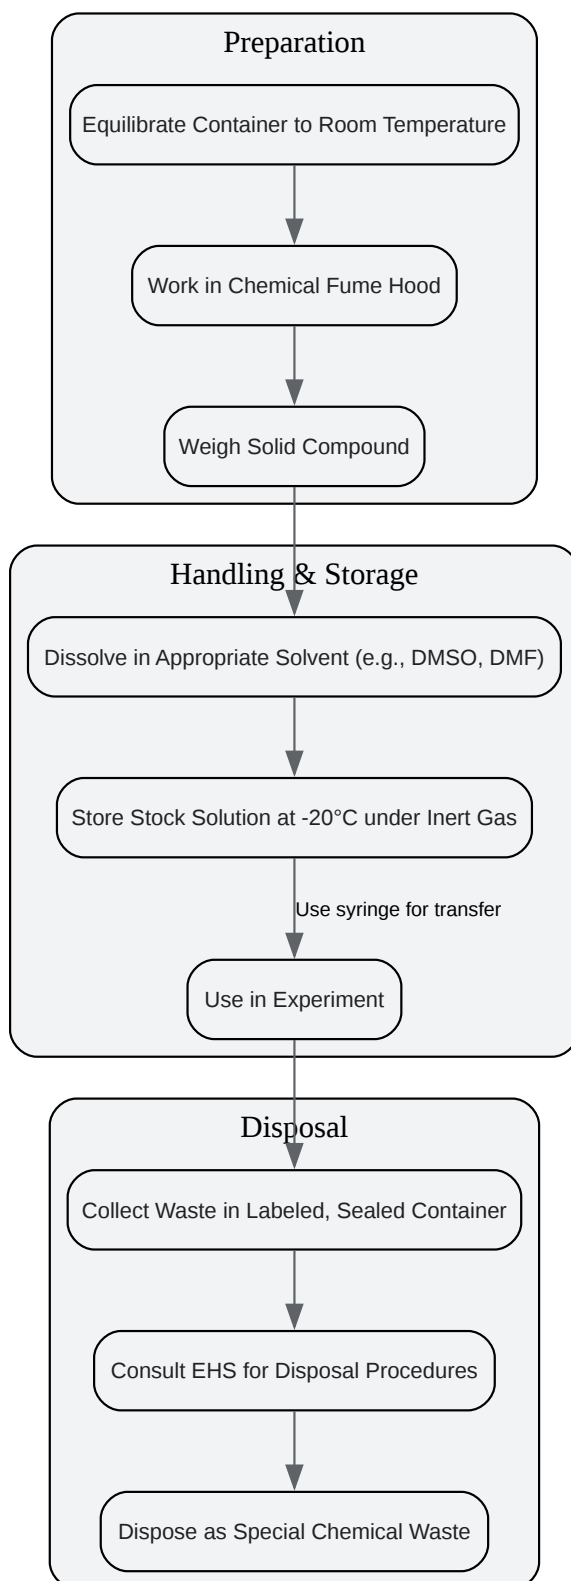 Preparation
Equilibrate Container to Room Temperature
Work in Chemical Fume Hood
Weigh Solid Compound
Handling & Storage
Dissolve in Appropriate Solvent (e.g., DMSO, DMF)
Store Stock Solution at -20°C under Inert Gas
Use syringe for transfer
Use in Experiment
Disposal
Collect Waste in Labeled, Sealed Container
Consult EHS for Disposal Procedures
Dispose as Special Chemical Waste